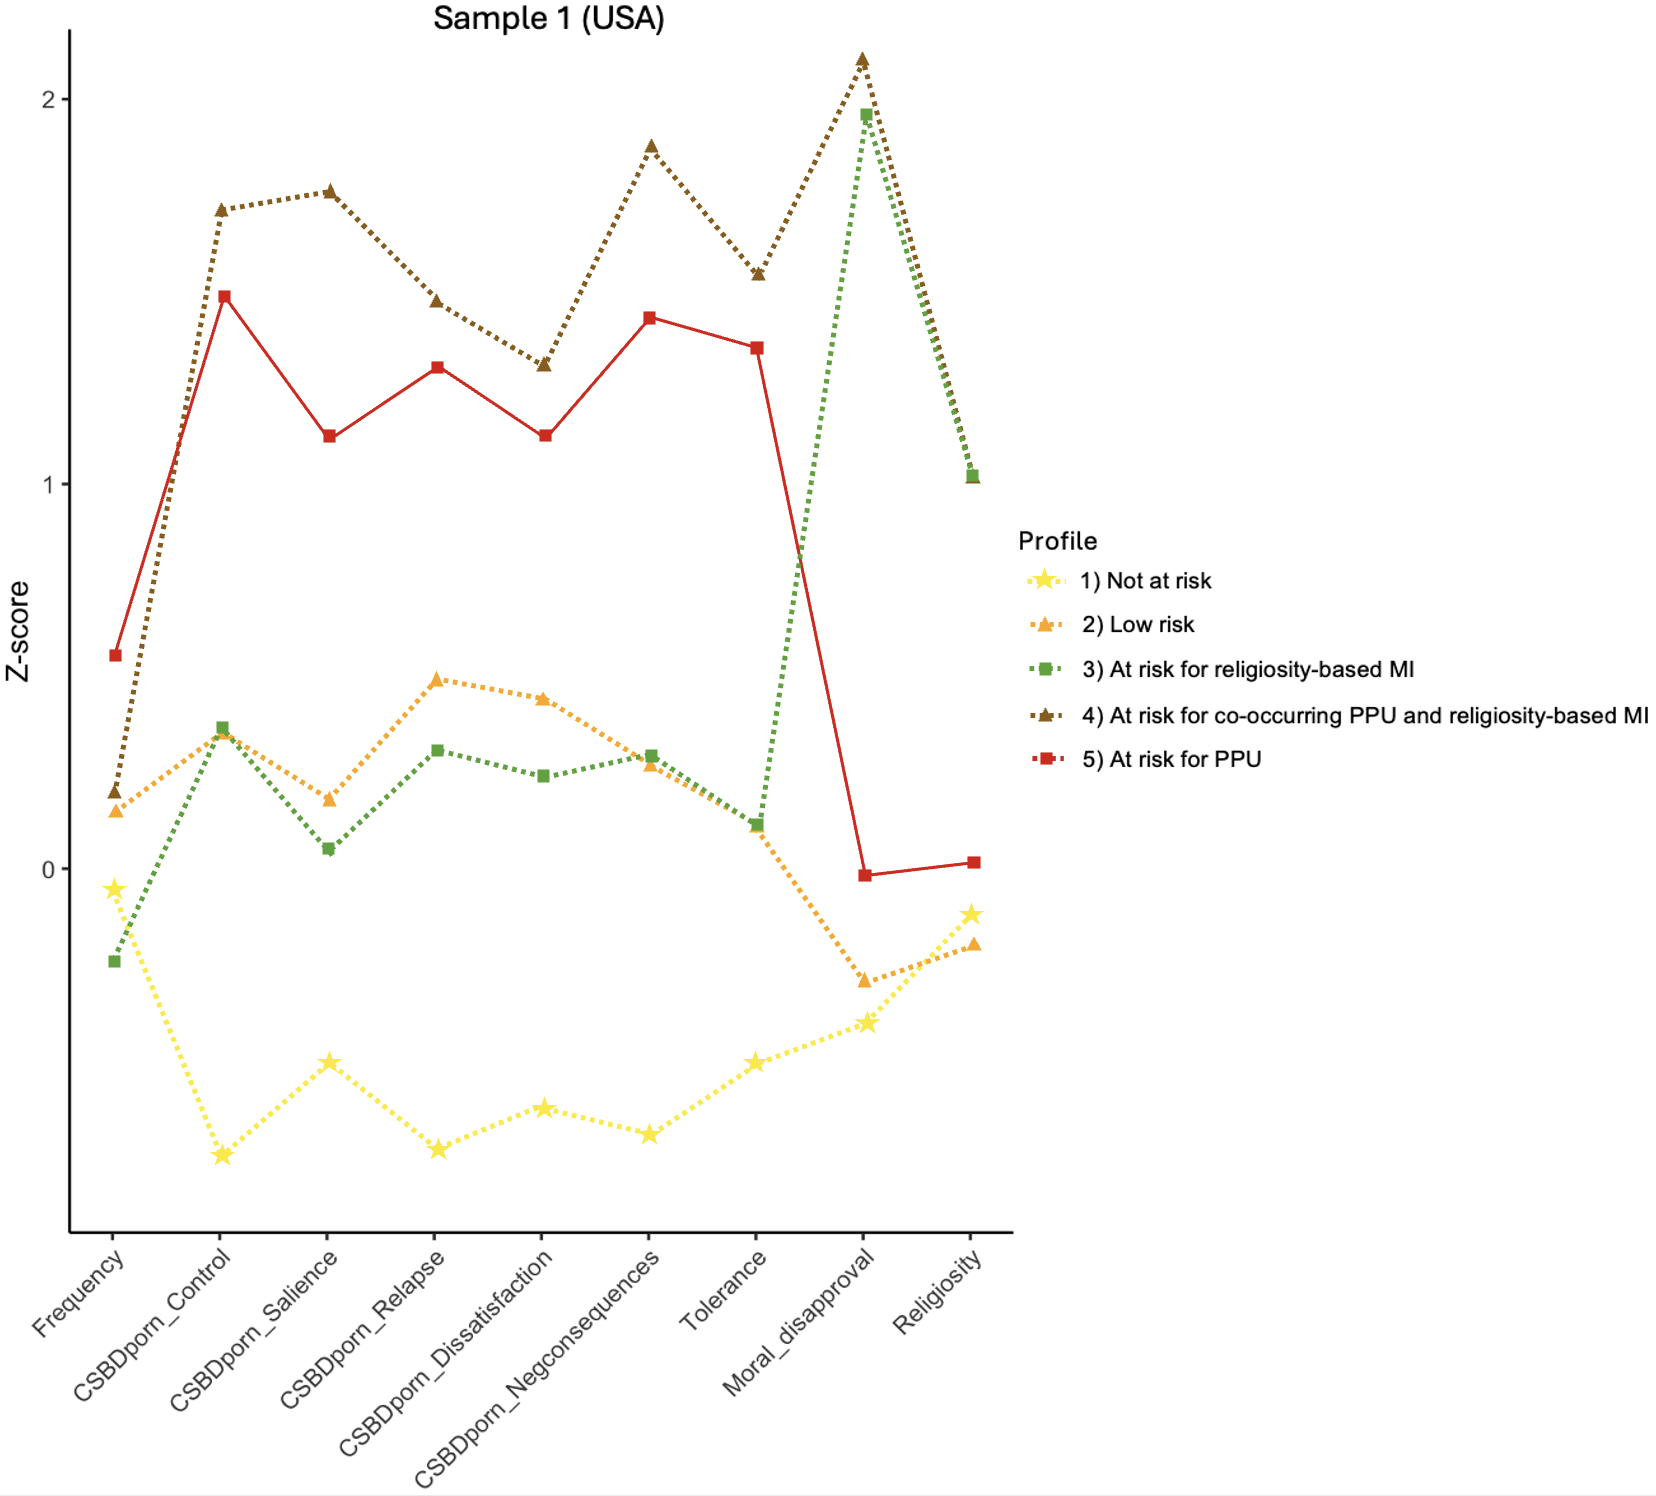 Sample 1 (USA)
Z-score
2
1
0
Frequency
CSBDporn_Control
CSBDporn_Salience
CSBDporn_Relapse
CSBDporn_Dissatisfaction
CSBDporn_Negconsequences
Tolerance
Moral_disapproval
Religiosity
Profile
1) Not at risk
2) Low risk
3) At risk for religiosity-based MI
4) At risk for co-occurring PPU and religiosity-based MI
5) At risk for PPU